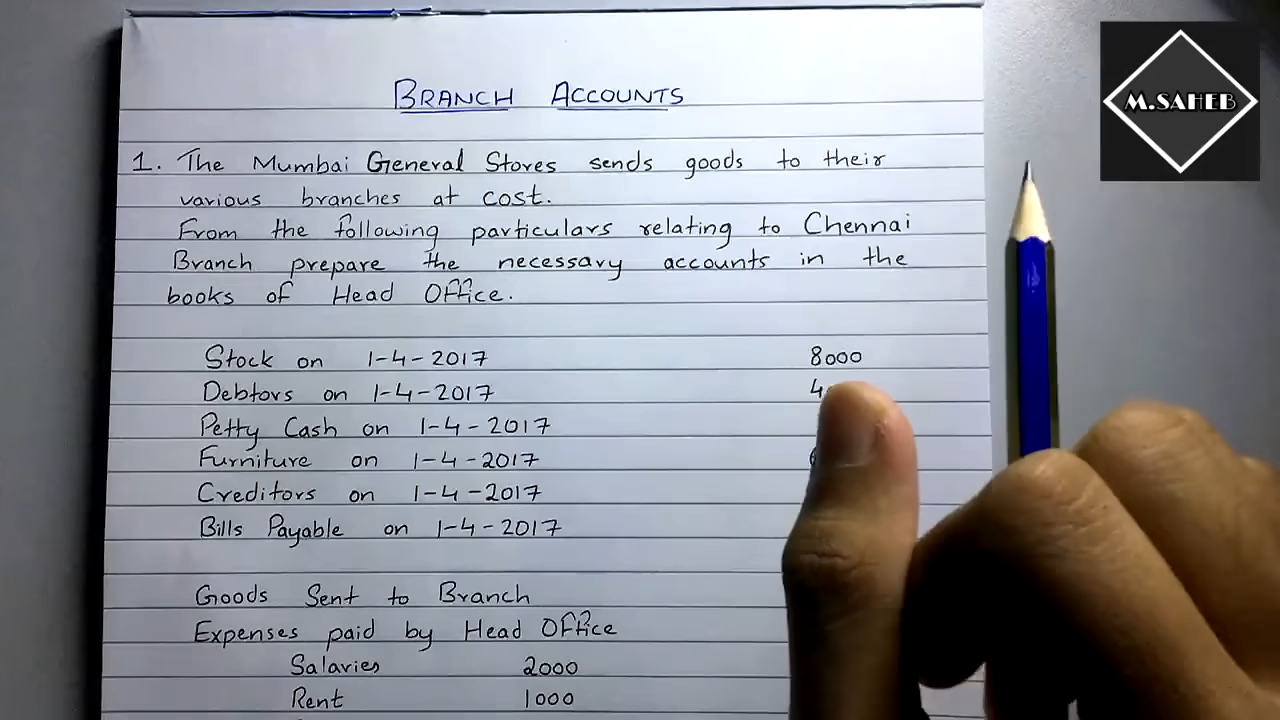 BRANCH ACCOUNTS
M.SAHEB
1. The Mumbai General Stores sends goods to their
various branches at cost.
From the following particulars relating to Chennai
Branch prepare the necessary accounts in the
books of Head Office.
Stock on 1-4-2017 8000
Debtors on 1-4-2017
Petty Cash on 1-4-2017
Furniture on 1-4-2017
Creditors on 1-4-2017
Bills Payable on 1-4-2017
Goods Sent to Branch
Expenses paid by Head Office
Salaries 2000
Rent 1000